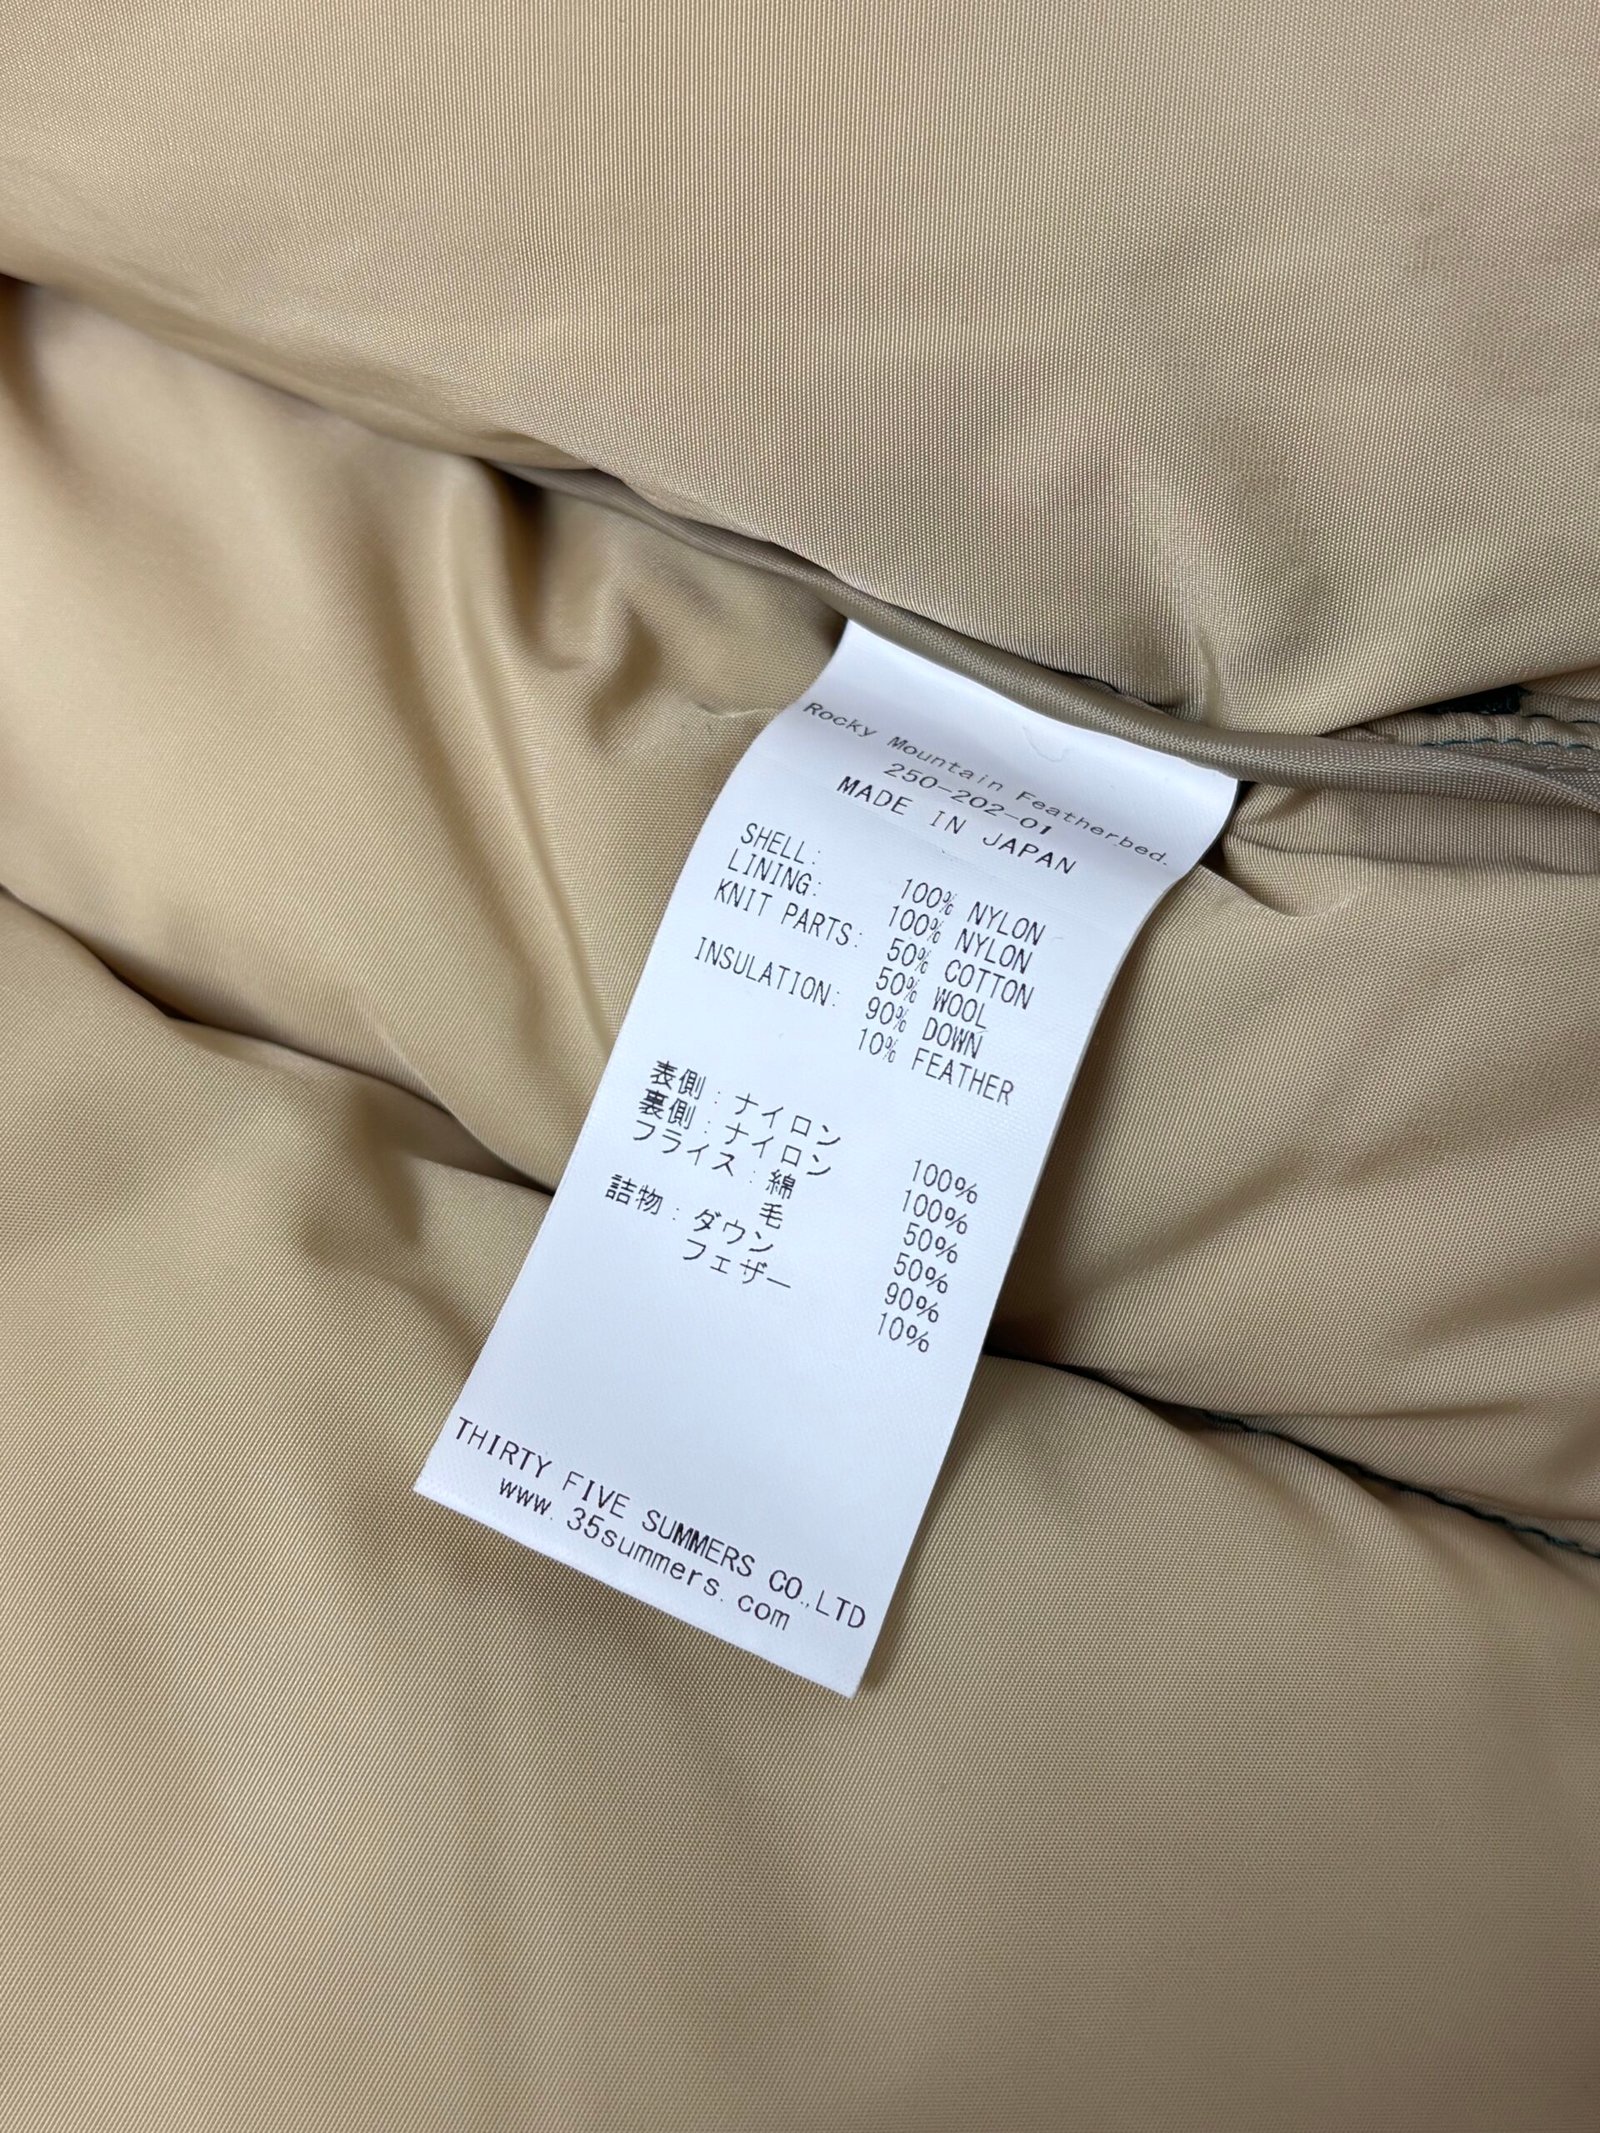 Rocky Mountain Featherbed.
250-202-01
MADE IN JAPAN
SHELL: 100% NYLON
LINING: 100% NYLON
KNIT PARTS: 50% COTTON
50% WOOL
INSULATION: 90% DOWN
10% FEATHER
表側：ナイロン 100%
裏側：ナイロン 100%
フライス：綿 50%
毛 50%
詰物：ダウン 90%
フェザー 10%
THIRTY FIVE SUMMERS CO.,LTD
www.35summers.com